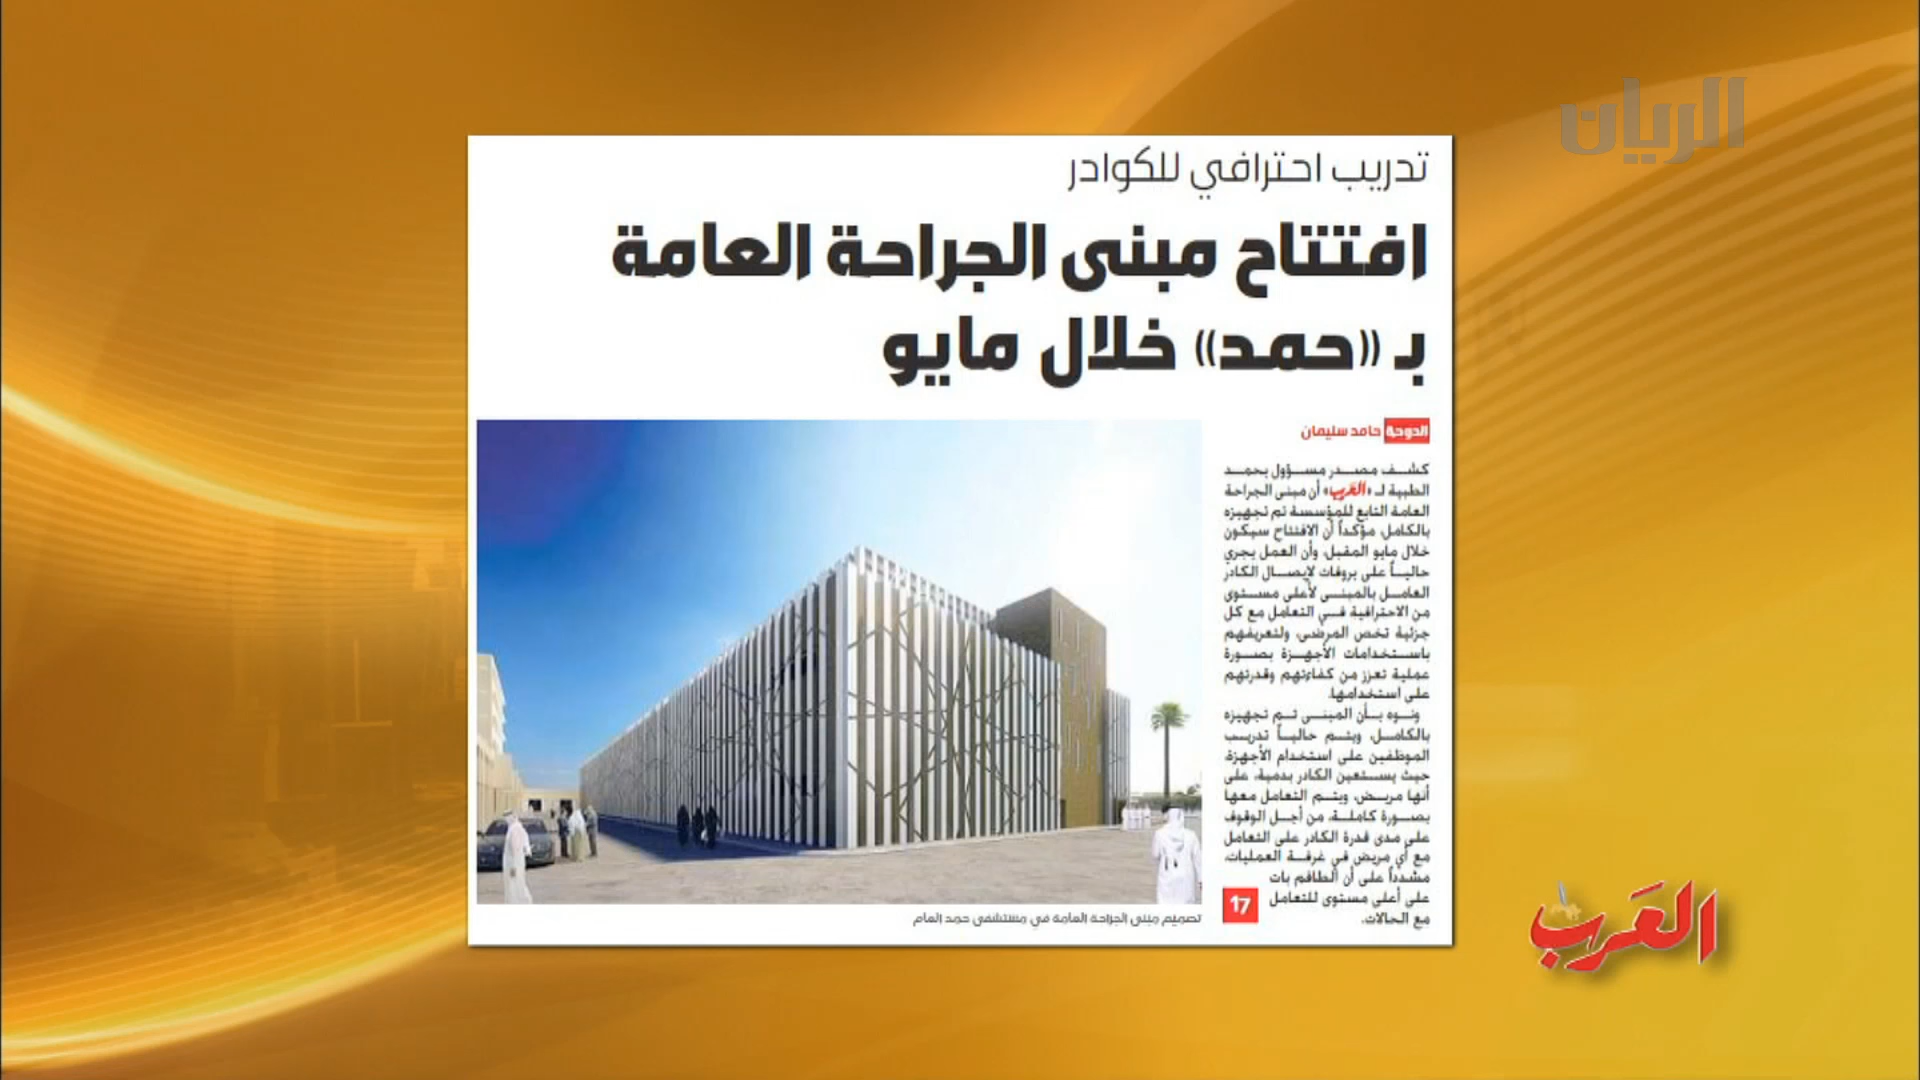 الريان
تدريب احترافي للكوادر
افتتاح مبنى الجراحة العامة
بـ «حمد» خلال مايو
الدوحة حامد سليمان
كشف مصدر مسؤول بحمد
الطبية لـ «العرب» أن مبنى الجراحة
العامة التابع للمؤسسة تم تجهيزه
بالكامل، مؤكداً أن الافتتاح سيكون
خلال مايو المقبل، وأن العمل يجري
حالياً على بروفات لإيصال الكادر
العامل بالمبنى لأعلى مستوى
من الاحترافية في التعامل مع كل
جزئية تخص المرضى، ولتعريفهم
باستخدامات الأجهزة بصورة
عملية تعزز من كفاءتهم وقدرتهم
على استخدامها.
ونوه بأن المبنى تم تجهيزه
بالكامل، ويتم حالياً تدريب
الموظفين على استخدام الأجهزة،
حيث يستعين الكادر بدمية، على
أنها مريض، ويتم التعامل معها
بصورة كاملة، من أجل الوقوف
على مدى قدرة الكادر على التعامل
مع أي مريض في غرفة العمليات،
مشدداً على أن الطاقم بات
على أعلى مستوى للتعامل
مع الحالات.
17
تصميم مبنى الجراحة العامة في مستشفى حمد العام
العرب